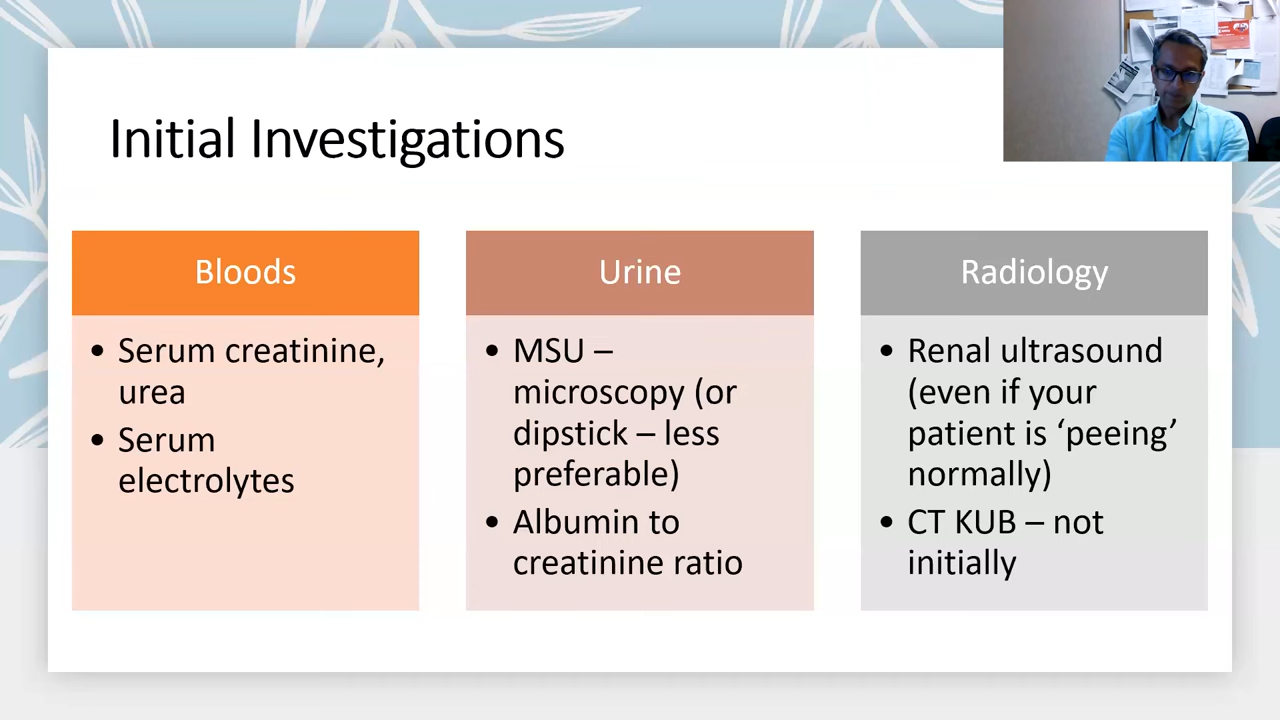 Initial Investigations
Bloods
• Serum creatinine,
urea
• Serum
electrolytes
Urine
• MSU –
microscopy (or
dipstick – less
preferable)
• Albumin to
creatinine ratio
Radiology
• Renal ultrasound
(even if your
patient is ‘peeing’
normally)
• CT KUB – not
initially